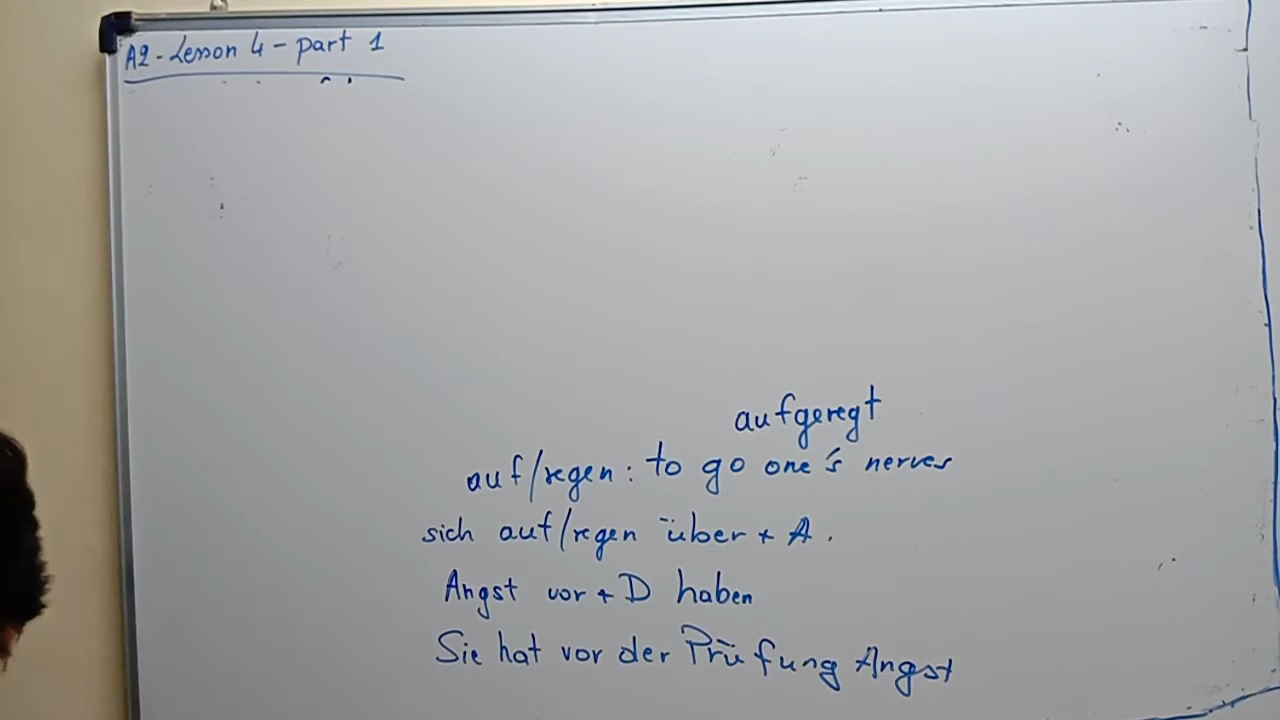 A2 - Lesson 4 - part 1
aufgeregt
auf/regen: to go one's nerves
sich auf/regen über + A.
Angst vor + D haben
Sie hat vor der Prüfung Angst